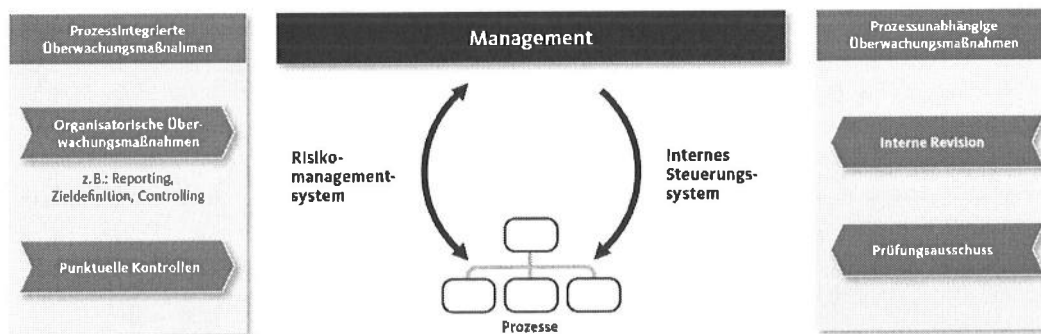 Prozessintegrierte
Überwachungsmaßnahmen
Organisatorische Über-
wachungsmaßnahmen
z. B.: Reporting,
Zieldefinition, Controlling
Punktuelle Kontrollen
Management
Risiko-
management-
system
Internes
Steuerungs-
system
Prozesse
Prozessunabhängige
Überwachungsmaßnahmen
Interne Revision
Prüfungsausschuss